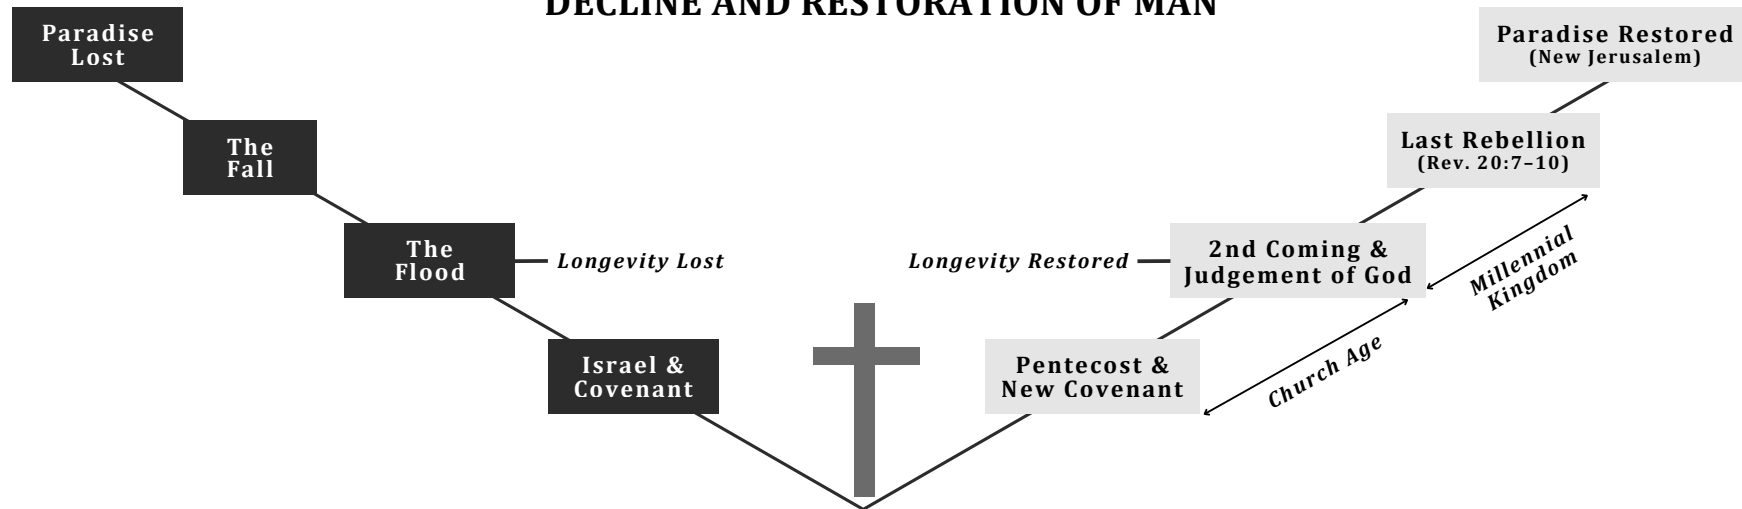 DECLINE AND RESTORATION OF MAN
Paradise
Lost
The
Fall
The
Flood
Longevity Lost
Israel &
Covenant
Pentecost &
New Covenant
Church Age
Longevity Restored
2nd Coming &
Judgement of God
Millennial
Kingdom
Last Rebellion
(Rev. 20:7–10)
Paradise Restored
(New Jerusalem)